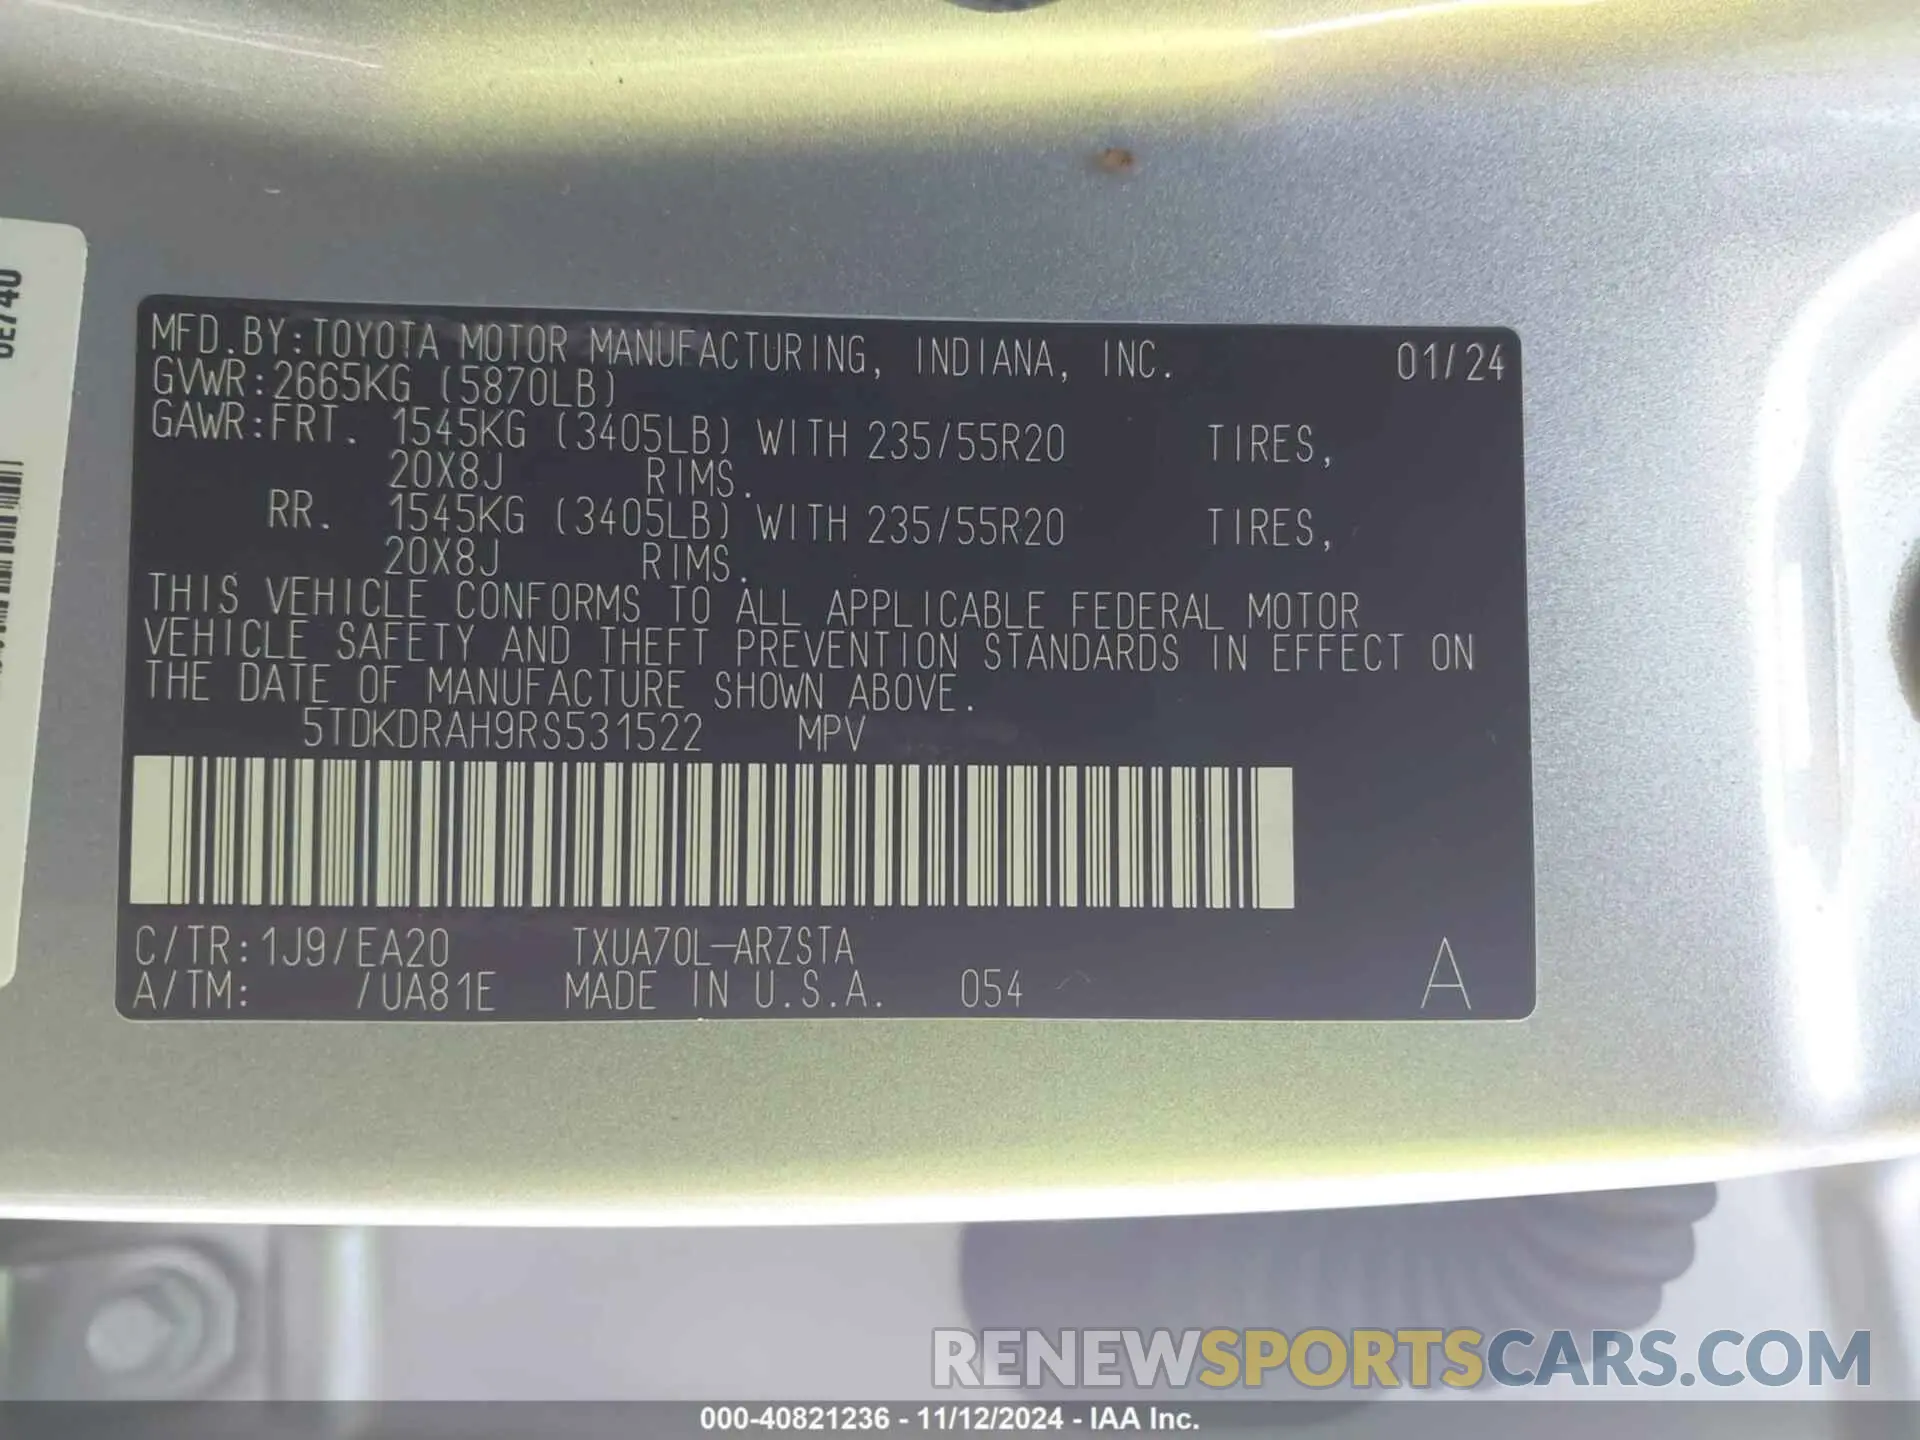 0E740
MFD.BY:TOYOTA MOTOR MANUFACTURING, INDIANA, INC. 01/24
GVWR:2665KG (5870LB)
GAWR:FRT. 1545KG (3405LB) WITH 235/55R20 TIRES,
20X8J RIMS.
RR. 1545KG (3405LB) WITH 235/55R20 TIRES,
20X8J RIMS.
THIS VEHICLE CONFORMS TO ALL APPLICABLE FEDERAL MOTOR
VEHICLE SAFETY AND THEFT PREVENTION STANDARDS IN EFFECT ON
THE DATE OF MANUFACTURE SHOWN ABOVE.
5TDKDRAH9RS531522 MPV
C/TR:1J9/EA20 TXUA70L-ARZSTA
A/TM: /UA81E MADE IN U.S.A. 054 A
RENEWSPORTSCARS.COM
000-40821236 - 11/12/2024 - IAA Inc.